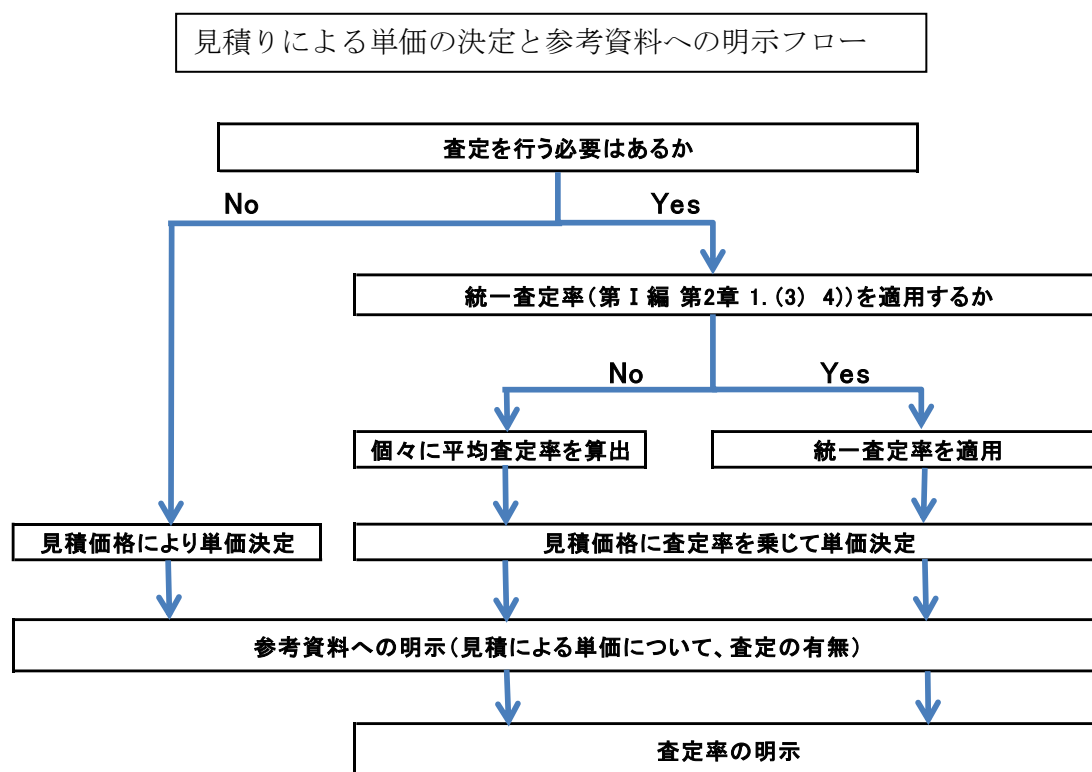 見積りによる単価の決定と参考資料への明示フロー
査定を行う必要はあるか
No
Yes
統一査定率(第Ⅰ編 第2章 1.(3) 4))を適用するか
No
Yes
個々に平均査定率を算出
統一査定率を適用
見積価格により単価決定
見積価格に査定率を乗じて単価決定
参考資料への明示(見積による単価について、査定の有無)
査定率の明示